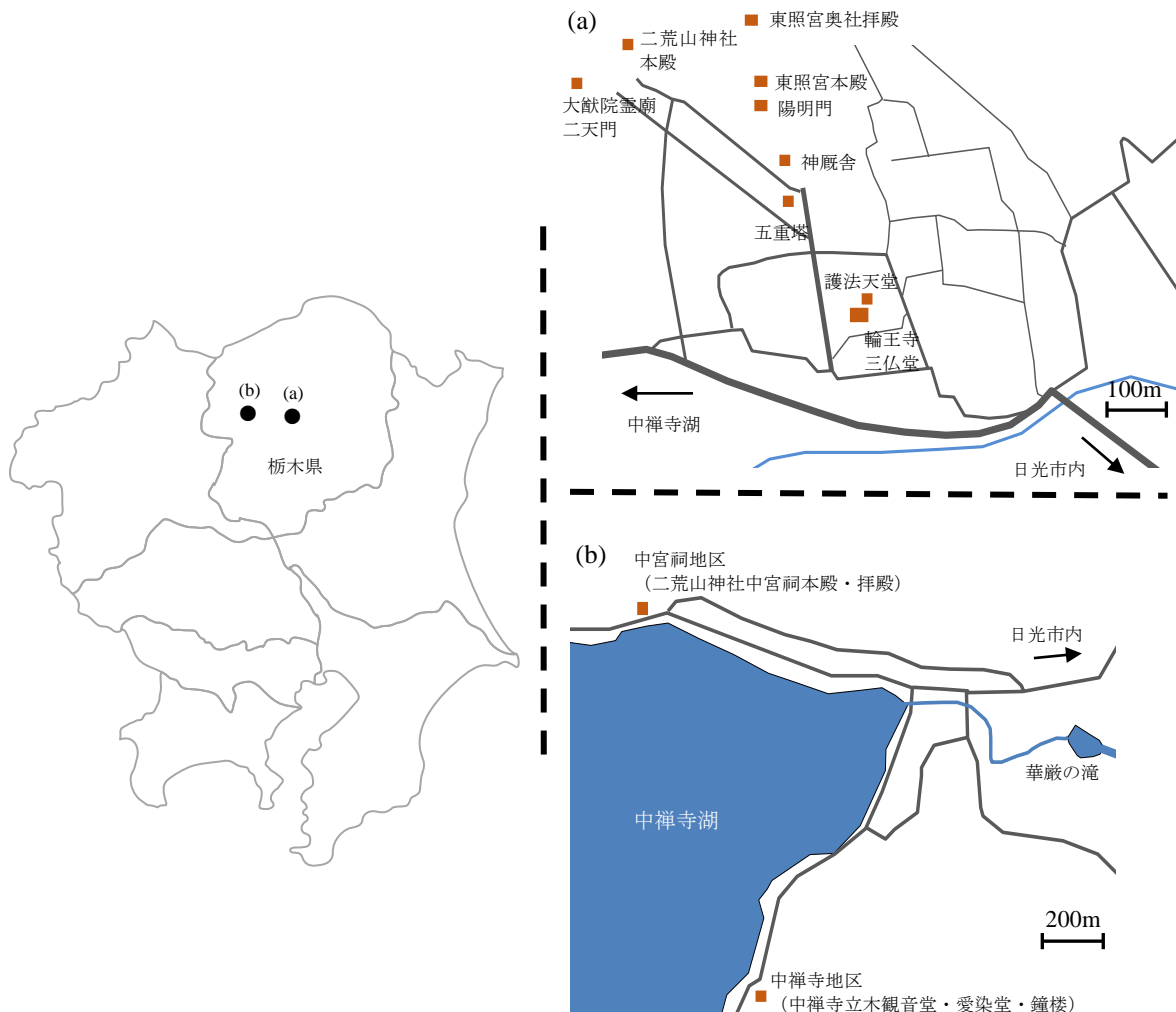 (b)
(a)
栃木県
(a)
東照宮奥社拝殿
二荒山神社
本殿
東照宮本殿
陽明門
大猷院霊廟
二天門
神厩舎
五重塔
護法天堂
輪王寺
三仏堂
中禅寺湖
100m
日光市内
(b)
中宮祠地区
(二荒山神社中宮祠本殿・拝殿)
日光市内
華厳の滝
中禅寺湖
200m
中禅寺地区
(中禅寺立木観音堂・愛染堂・鐘楼)